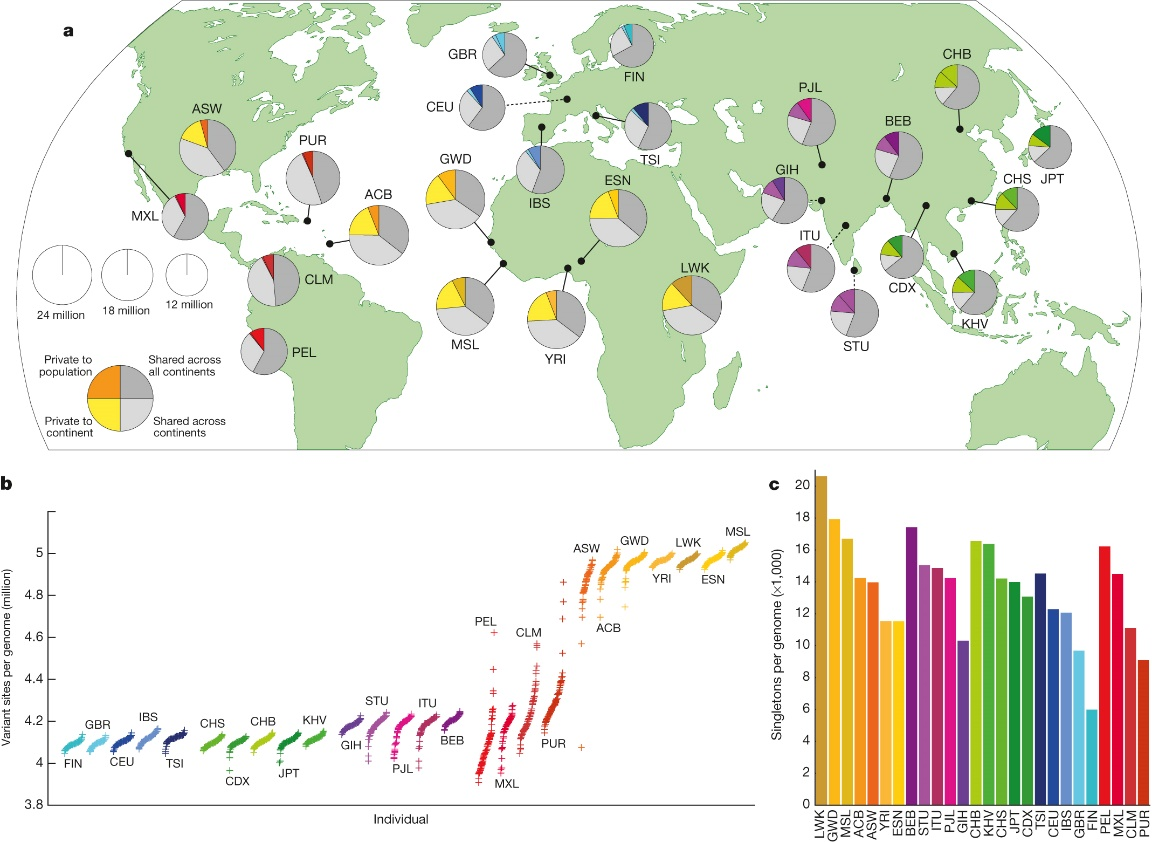 a
GBR
FIN
CHB
CEU
PJL
ASW
BEB
PUR
TSI
GWD
IBS
ESN
GIH
CHS
JPT
ACB
MXL
ITU
CDX
LWK
CLM
24 million
18 million
12 million
KHV
MSL
YRI
STU
PEL
Private to
population
Shared across
all continents
Private to
continent
Shared across
continents
b
Variant sites per genome (million)
5
4.8
4.6
4.4
4.2
4
3.8
FIN
GBR
CEU
IBS
TSI
CHS
CDX
CHB
JPT
KHV
GIH
STU
PJL
ITU
BEB
PEL
MXL
CLM
PUR
ASW
ACB
GWD
YRI
LWK
ESN
MSL
Individual
c
Singletons per genome (×1,000)
20
18
16
14
12
10
8
6
4
2
0
LWK
GWD
MSL
ACB
ASW
YRI
ESN
BEB
STU
ITU
PJL
GIH
CHB
KHV
CHS
JPT
CDX
TSI
CEU
IBS
GBR
FIN
PEL
MXL
CLM
PUR